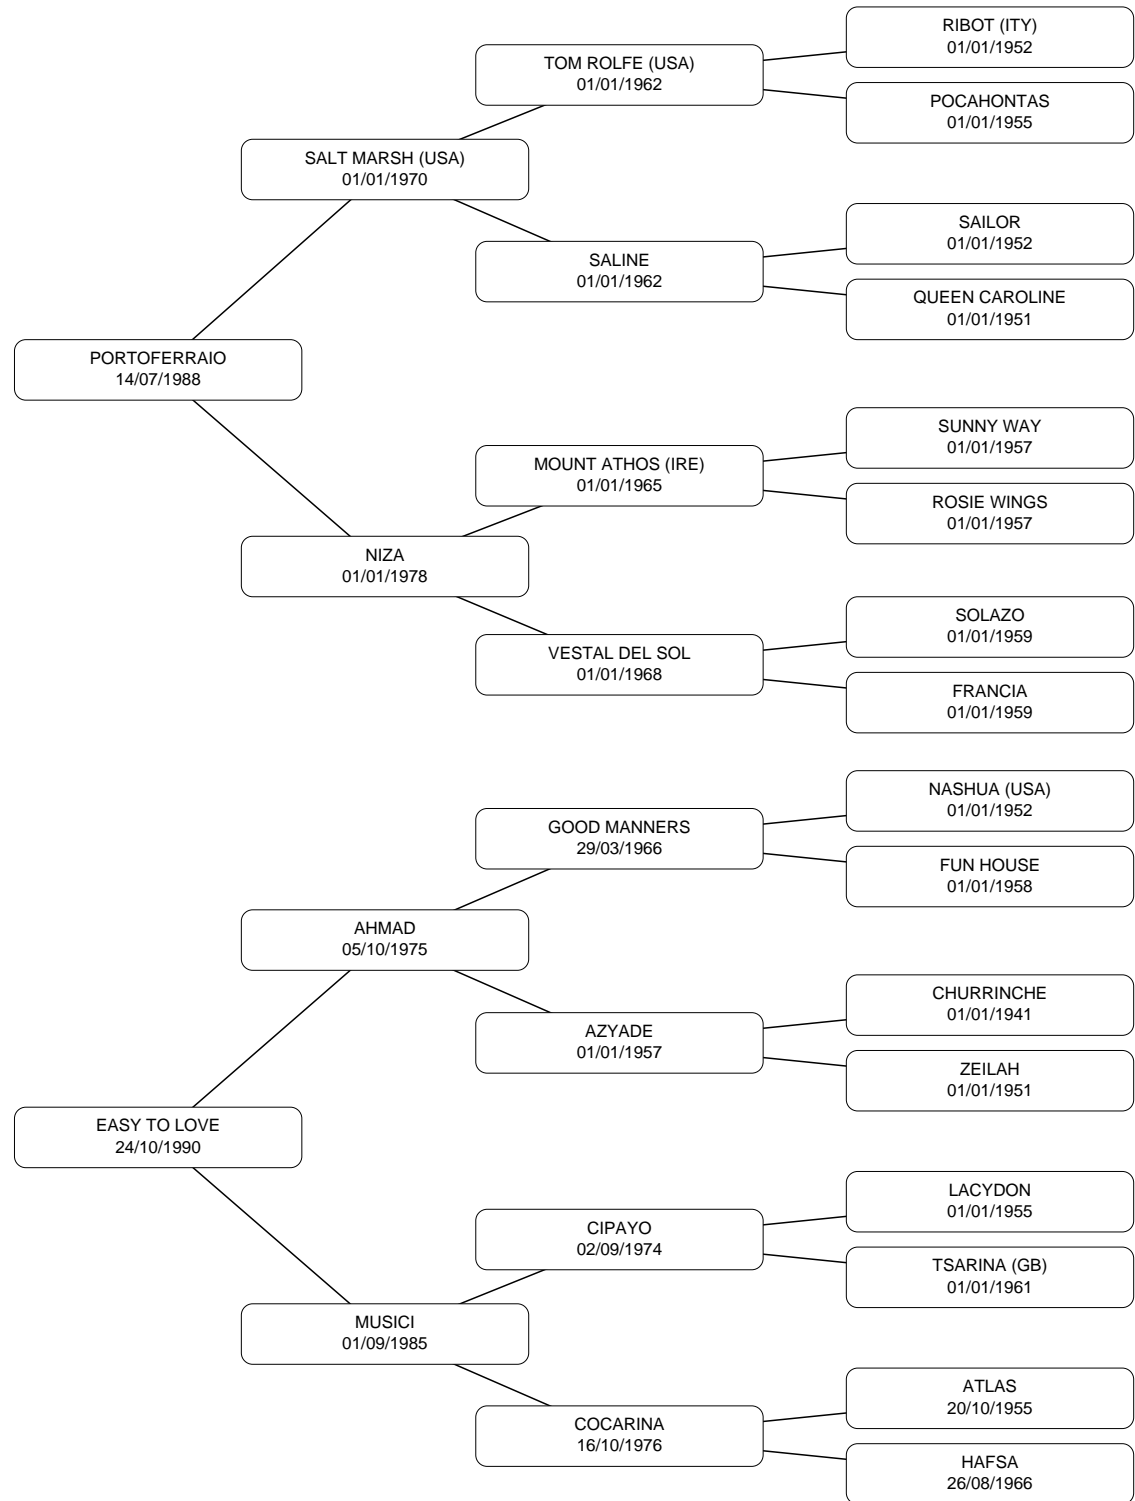 RIBOT (ITY)
01/01/1952
TOM ROLFE (USA)
01/01/1962
POCAHONTAS
01/01/1955
SALT MARSH (USA)
01/01/1970
SAILOR
01/01/1952
SALINE
01/01/1962
QUEEN CAROLINE
01/01/1951
PORTOFERRAIO
14/07/1988
SUNNY WAY
01/01/1957
MOUNT ATHOS (IRE)
01/01/1965
ROSIE WINGS
01/01/1957
NIZA
01/01/1978
SOLAZO
01/01/1959
VESTAL DEL SOL
01/01/1968
FRANCIA
01/01/1959
NASHUA (USA)
01/01/1952
GOOD MANNERS
29/03/1966
FUN HOUSE
01/01/1958
AHMAD
05/10/1975
CHURRINCHE
01/01/1941
AZYADE
01/01/1957
ZEILAH
01/01/1951
EASY TO LOVE
24/10/1990
LACYDON
01/01/1955
CIPAYO
02/09/1974
TSARINA (GB)
01/01/1961
MUSICI
01/09/1985
ATLAS
20/10/1955
COCARINA
16/10/1976
HAFSA
26/08/1966